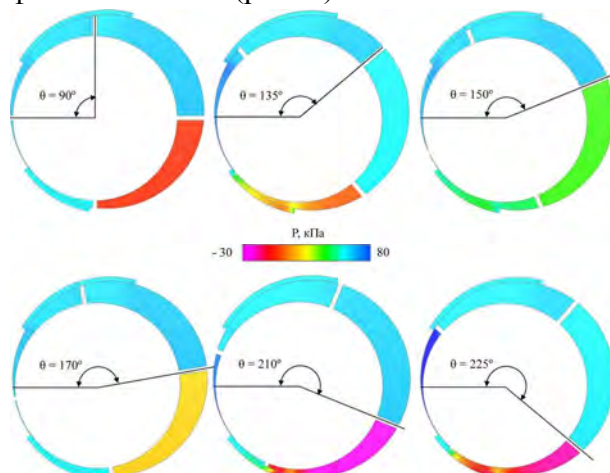 θ = 90°
θ = 135°
θ = 150°
P, кПа
- 30
80
θ = 170°
θ = 210°
θ = 225°